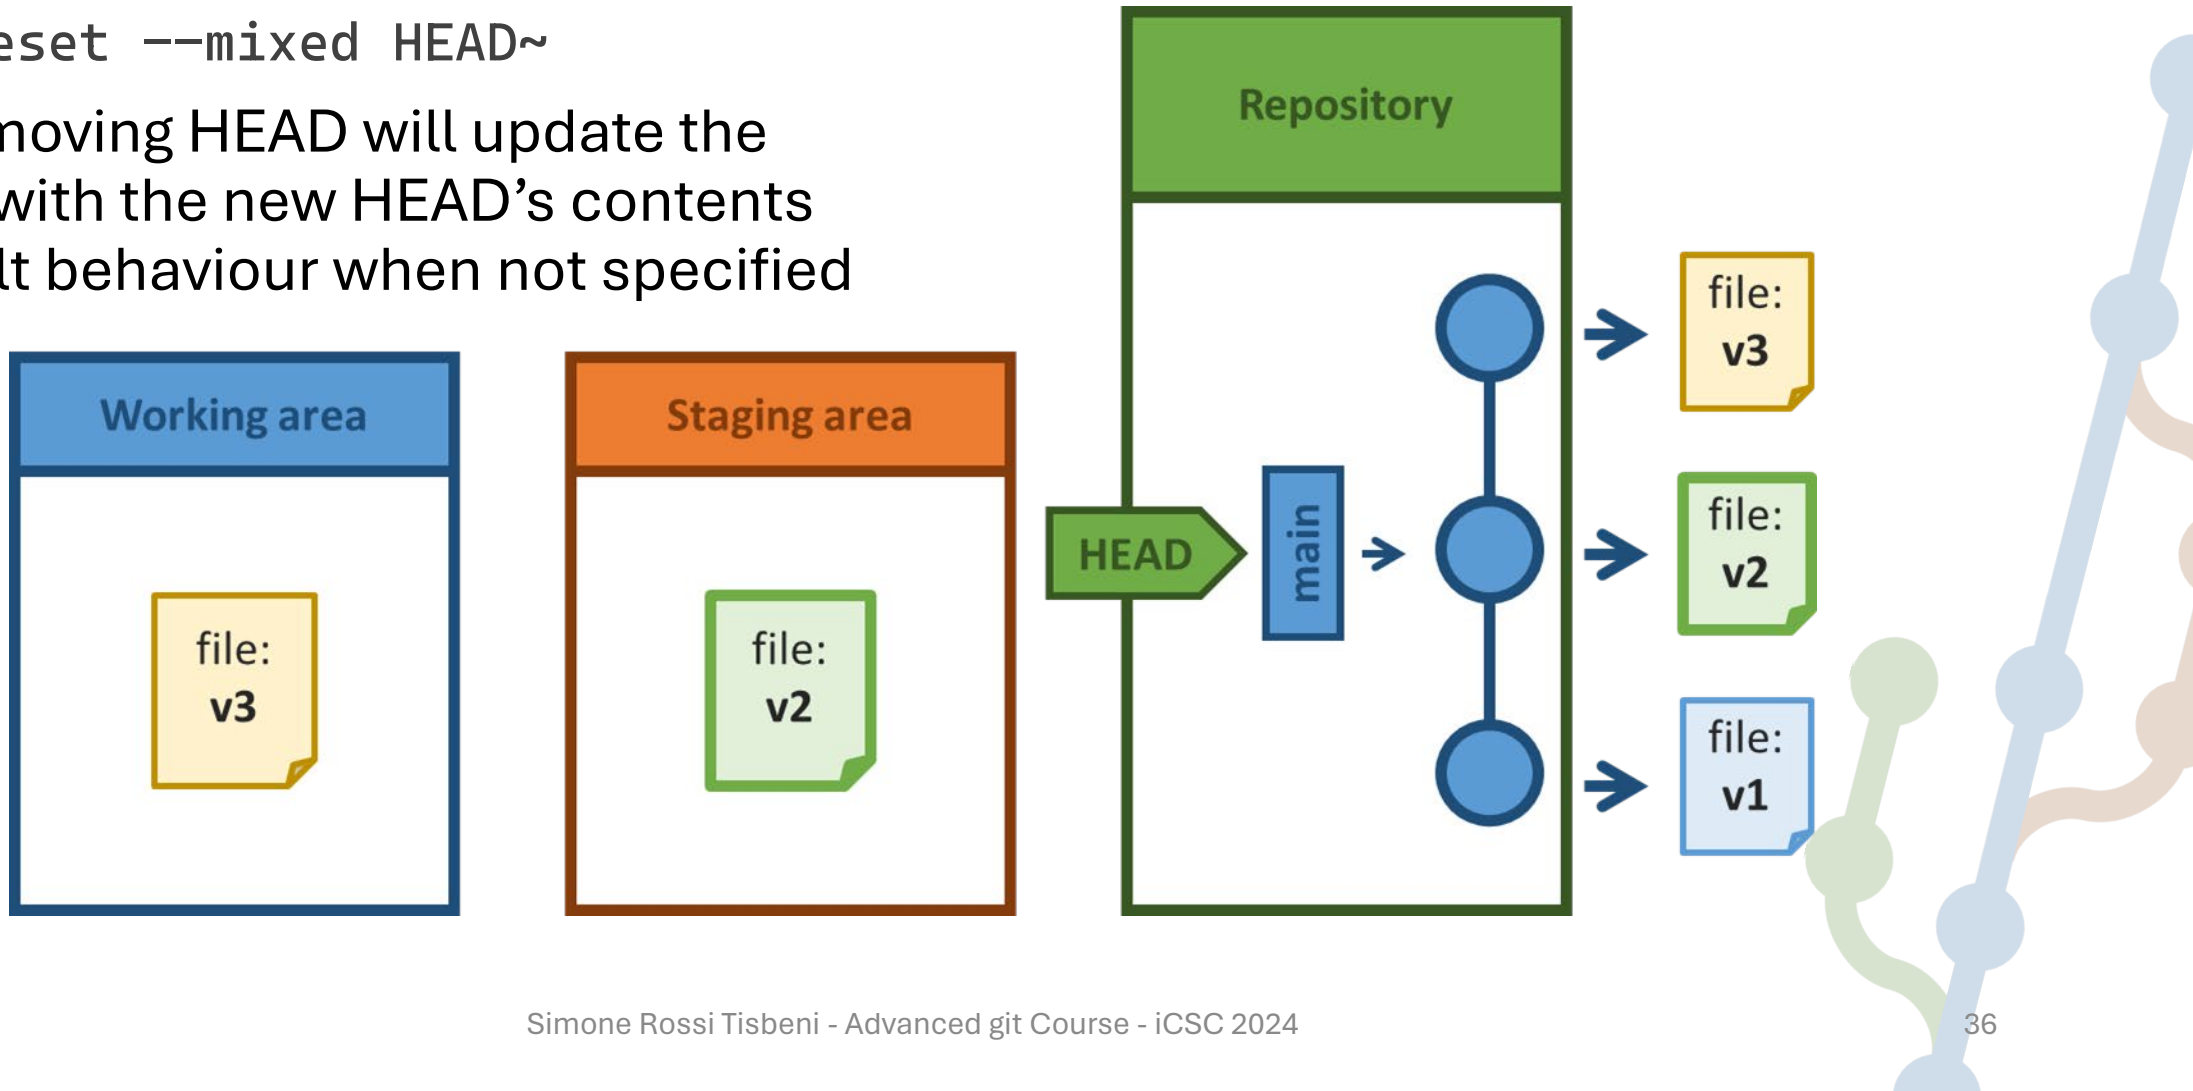 eset --mixed HEAD~
moving HEAD will update the
with the new HEAD's contents
lt behaviour when not specified
Repository
Working area
Staging area
HEAD
main
file:
v3
file:
v2
file:
v3
file:
v2
file:
v1
Simone Rossi Tisbeni - Advanced git Course - iCSC 2024
36